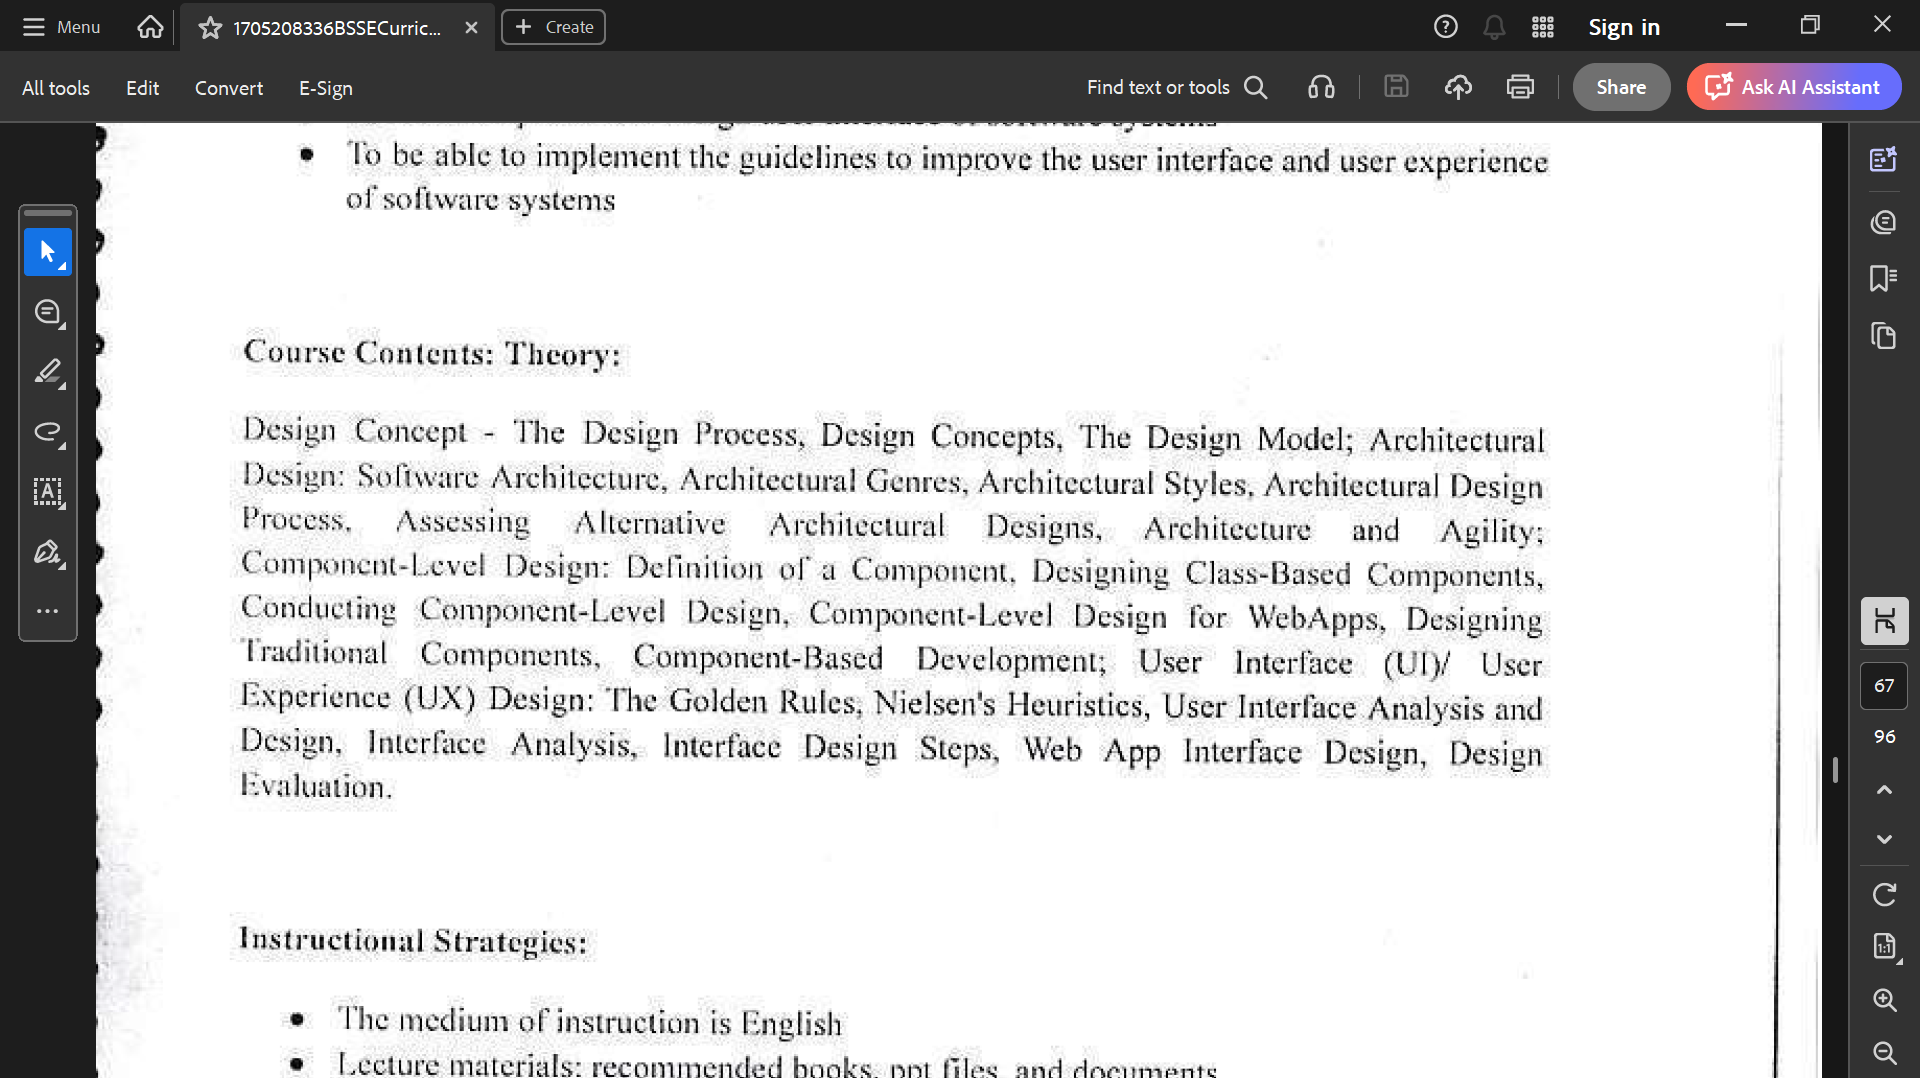 Menu
1705208336BSSECurric...
Create
Sign in
All tools
Edit
Convert
E-Sign
Find text or tools
Share
Ask AI Assistant
user interface of software systems
• To be able to implement the guidelines to improve the user interface and user experience
of software systems
Course Contents: Theory:
Design Concept - The Design Process, Design Concepts, The Design Model; Architectural
Design: Software Architecture, Architectural Genres, Architectural Styles, Architectural Design
Process, Assessing Alternative Architectural Designs, Architecture and Agility;
Component-Level Design: Definition of a Component, Designing Class-Based Components,
Conducting Component-Level Design, Component-Level Design for WebApps, Designing
Traditional Components, Component-Based Development; User Interface (UI)/ User
Experience (UX) Design: The Golden Rules, Nielsen's Heuristics, User Interface Analysis and
Design, Interface Analysis, Interface Design Steps, Web App Interface Design, Design
Evaluation.
Instructional Strategies:
• The medium of instruction is English
• Lecture materials: recommended books, ppt files, and documents
67
96